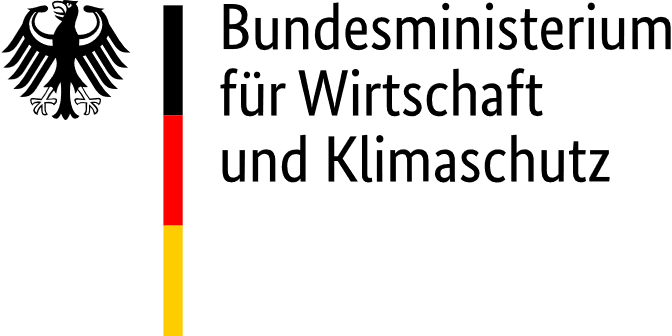 Bundesministerium
für Wirtschaft
und Klimaschutz